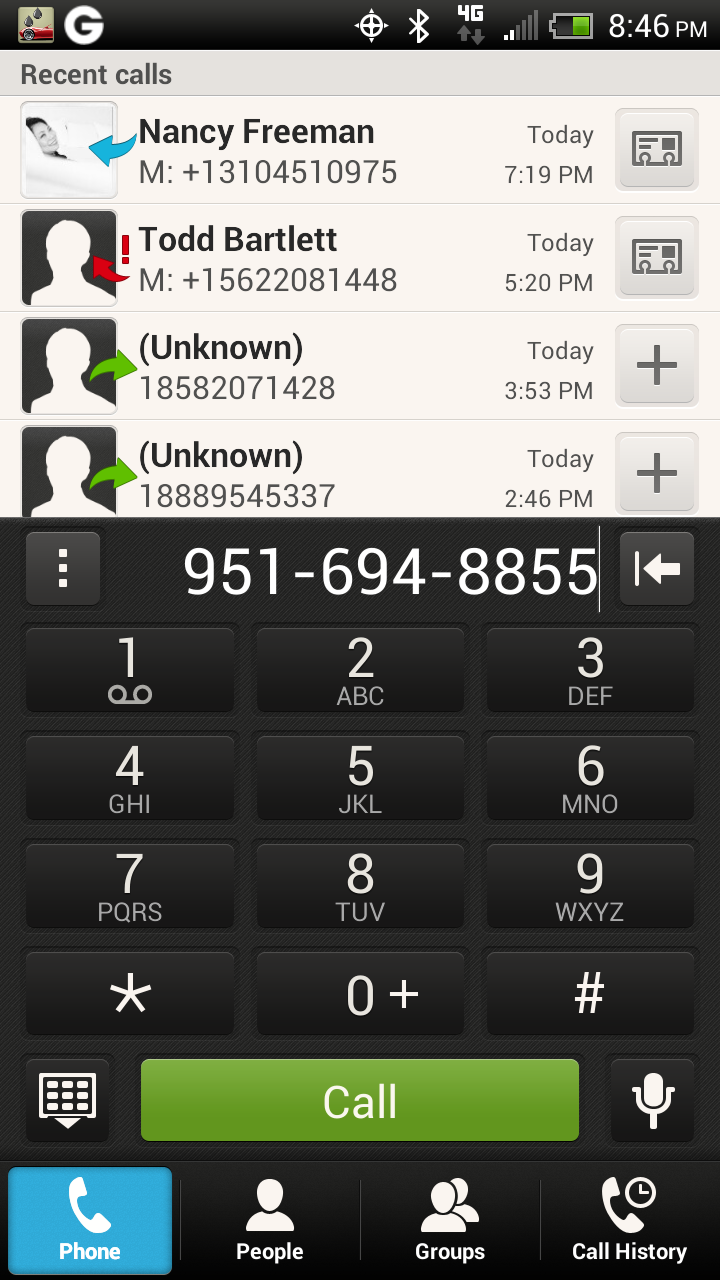 G
4G
8:46 PM
Recent calls
Nancy Freeman
Today
M: +13104510975
7:19 PM
!
Todd Bartlett
Today
M: +15622081448
5:20 PM
(Unknown)
Today
18582071428
3:53 PM
(Unknown)
Today
18889545337
2:46 PM
951-694-8855
1 2 3
ABC DEF
4 5 6
GHI JKL MNO
7 8 9
PQRS TUV WXYZ
* 0 + #
Call
Phone People Groups Call History